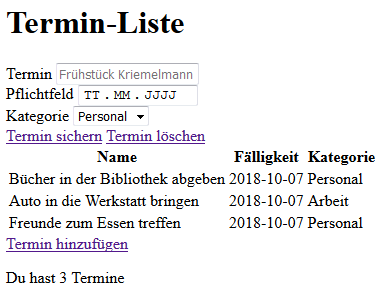 Termin-Liste
Termin Frühstück Kriemelmann
Pflichtfeld TT.MM.JJJJ
Kategorie Personal
Termin sichern Termin löschen
Name Fälligkeit Kategorie
Bücher in der Bibliothek abgeben 2018-10-07 Personal
Auto in die Werkstatt bringen 2018-10-07 Arbeit
Freunde zum Essen treffen 2018-10-07 Personal
Termin hinzufügen
Du hast 3 Termine